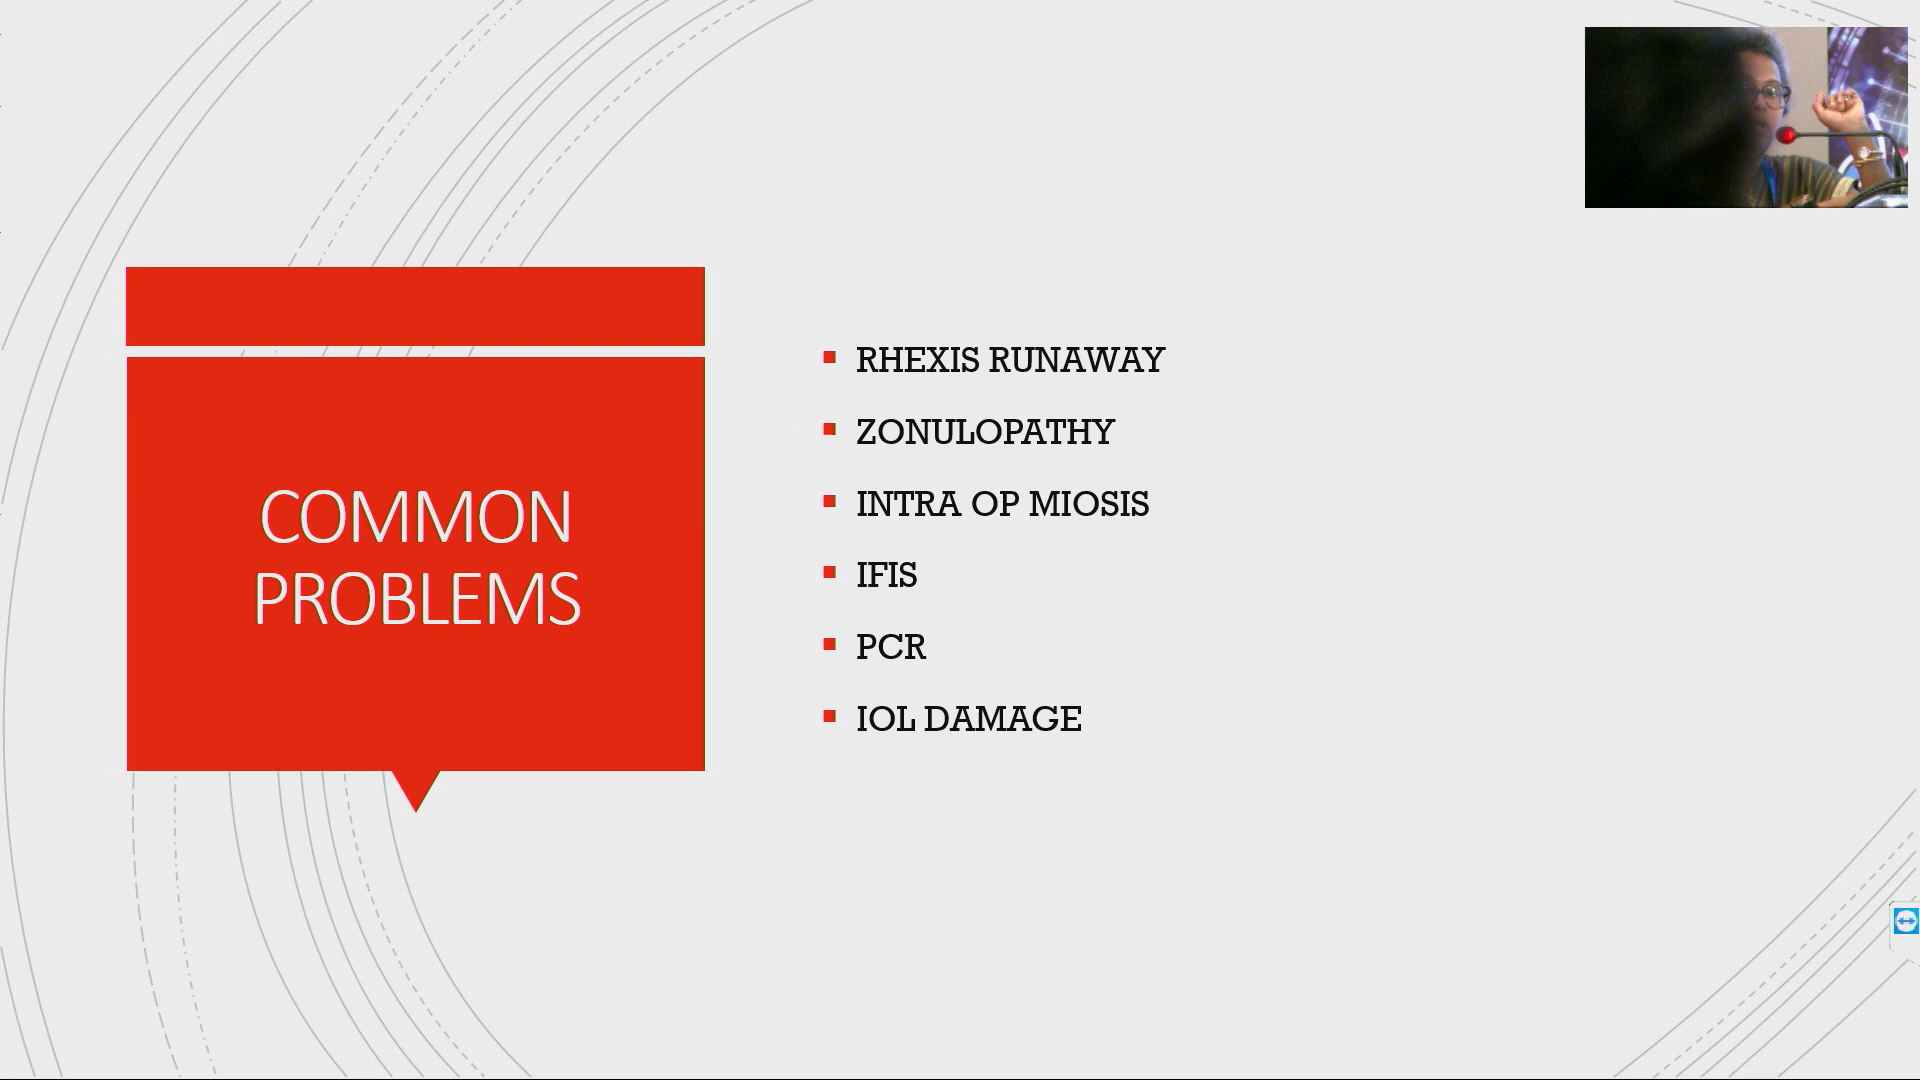 COMMON
PROBLEMS
RHEXIS RUNAWAY
ZONULOPATHY
INTRA OP MIOSIS
IFIS
PCR
IOL DAMAGE